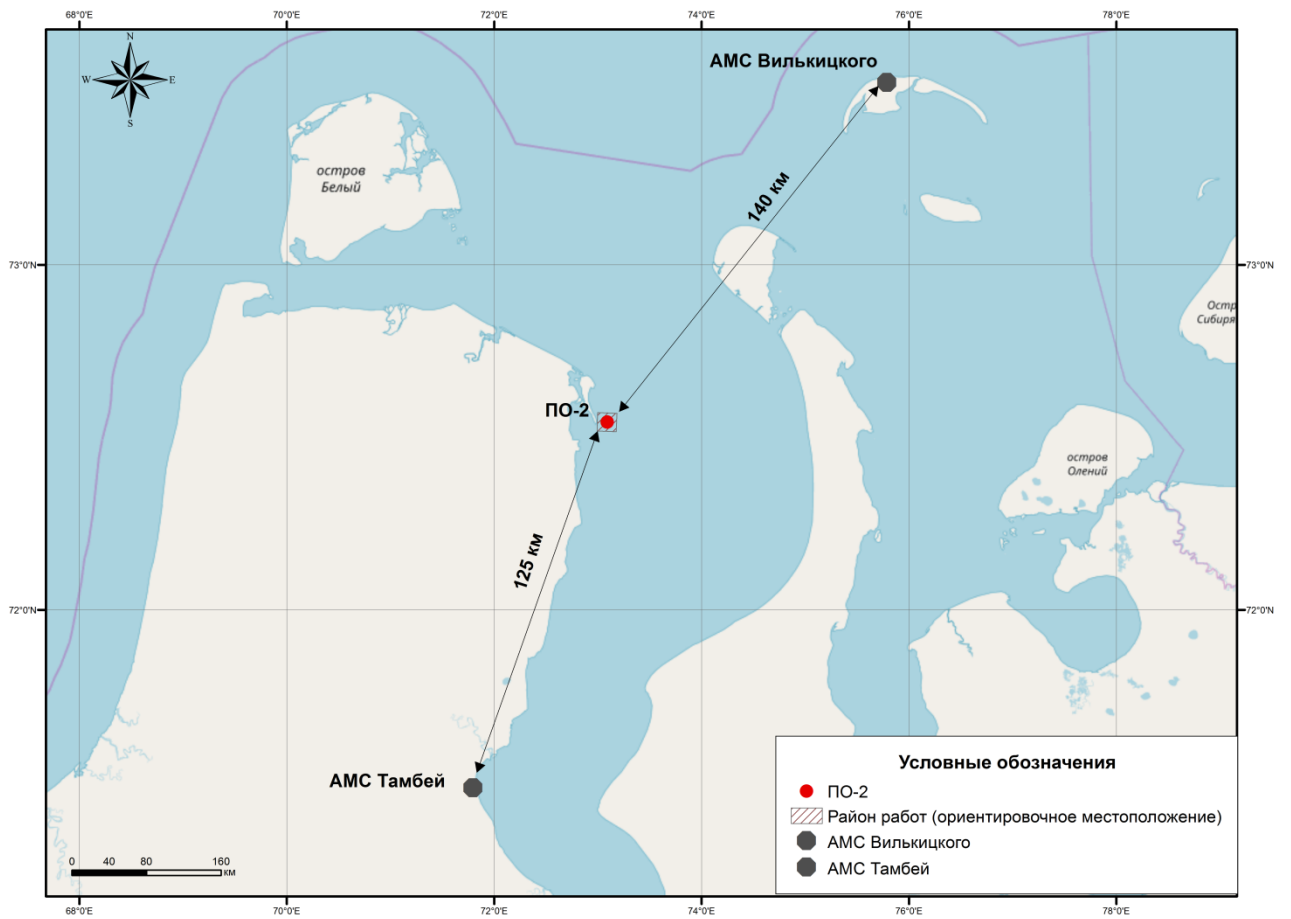 68°0'E 70°0'E 72°0'E 74°0'E 76°0'E 78°0'E
N
W E
S
АМС Вилькицкого
остров
Белый
140 км
73°0'N 73°0'N
Остр
Сибиря
ПО-2
остров
Олений
125 км
72°0'N 72°0'N
АМС Тамбей
Условные обозначения
ПО-2
Район работ (ориентировочное местоположение)
АМС Вилькицкого
АМС Тамбей
0 40 80 160
км
68°0'E 70°0'E 72°0'E 74°0'E 76°0'E 78°0'E